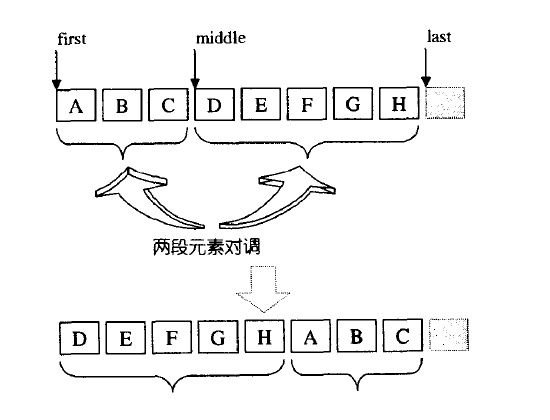 first middle last
A B C D E F G H
两段元素对调
D E F G H A B C